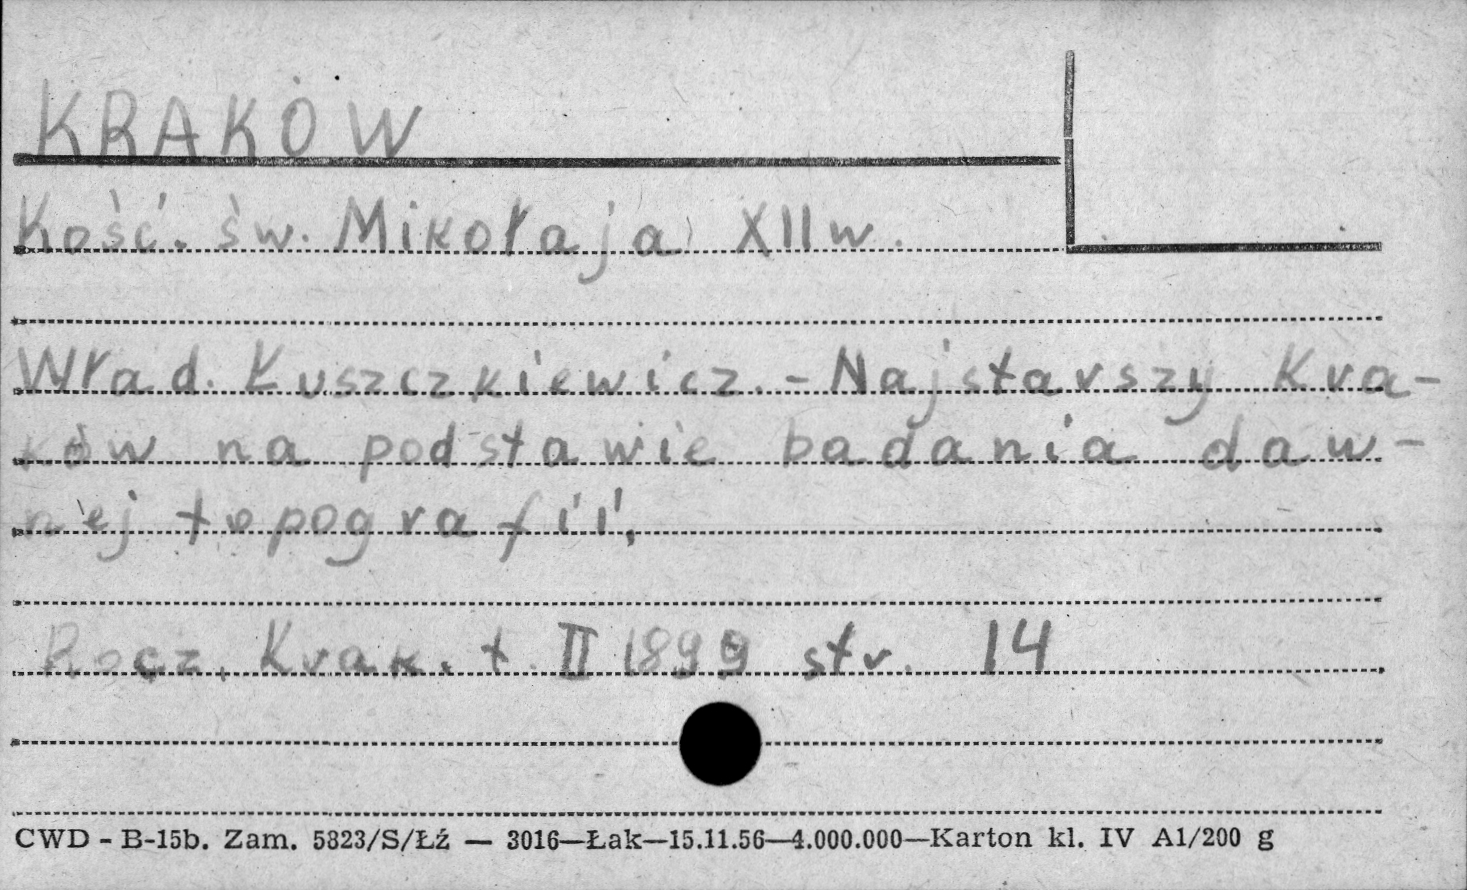 KRAKÓW
Kość. św. Mikołaja XII w.
Wład. Łuszczkiewicz. - Najstarszy Kra-
ków na podstawie badania daw-
nej topografii,
Rocz. Krak. t. II 1899 str. 14
CWD - B-15b. Zam. 5823/S/Łź — 3016—Łak—15.11.56—4.000.000—Karton kl. IV A1/200 g